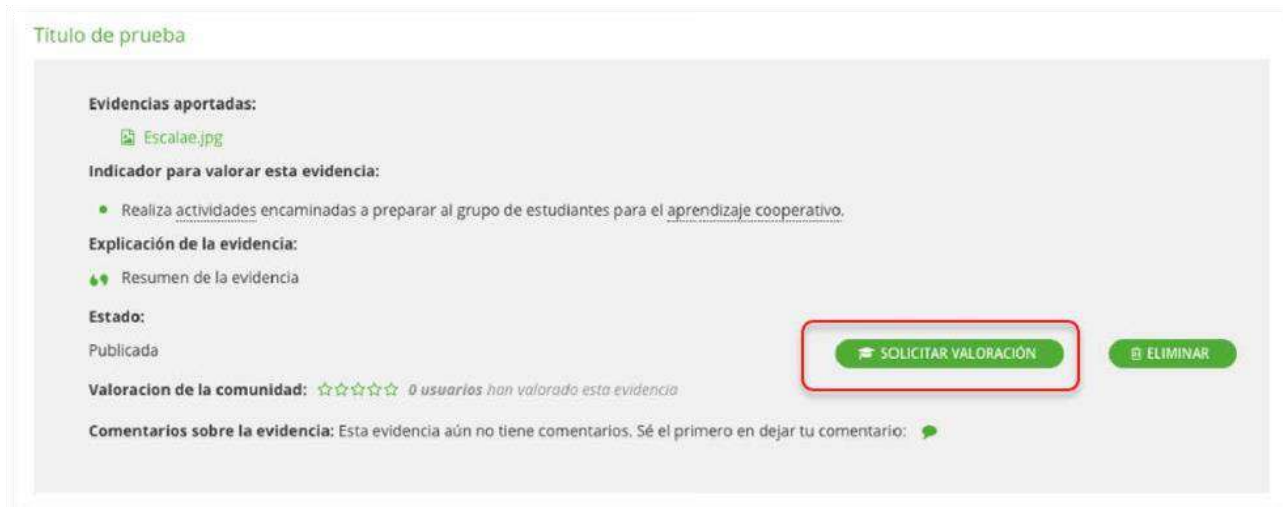 Titulo de prueba
Evidencias aportadas:
Escalae.jpg
Indicador para valorar esta evidencia:
Realiza actividades encaminadas a preparar al grupo de estudiantes para el aprendizaje cooperativo.
Explicación de la evidencia:
Resumen de la evidencia
Estado:
Publicada
SOLICITAR VALORACIÓN
ELIMINAR
Valoracion de la comunidad: 0 usuarios han valorado esta evidencia
Comentarios sobre la evidencia: Esta evidencia aún no tiene comentarios. Sé el primero en dejar tu comentario: